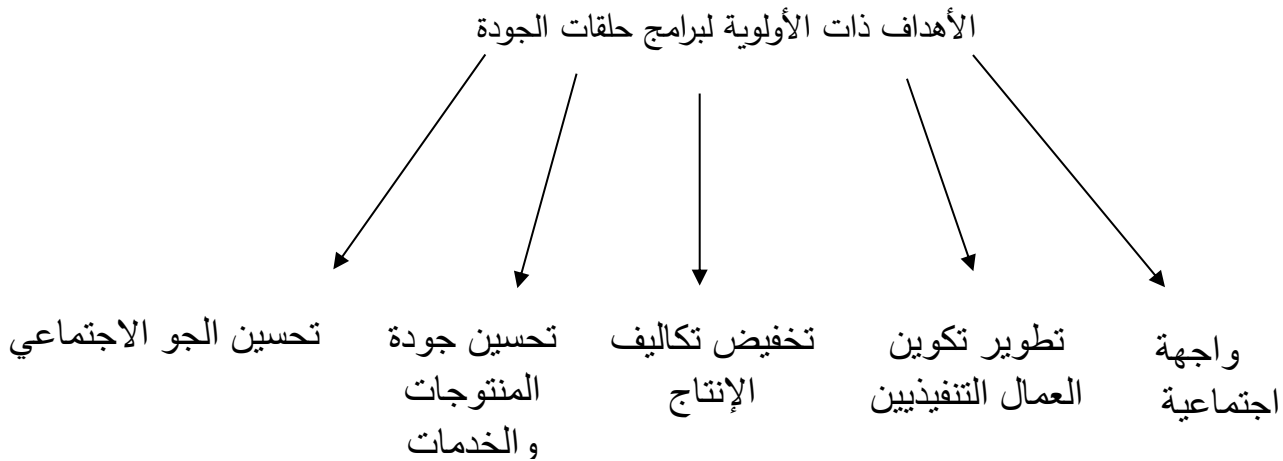 الأهداف ذات الأولوية لبرامج حلقات الجودة
واجهة
اجتماعية
تطوير تكوين
العمال التنفيذيين
تخفيض تكاليف
الإنتاج
تحسين جودة
المنتوجات
والخدمات
تحسين الجو الاجتماعي